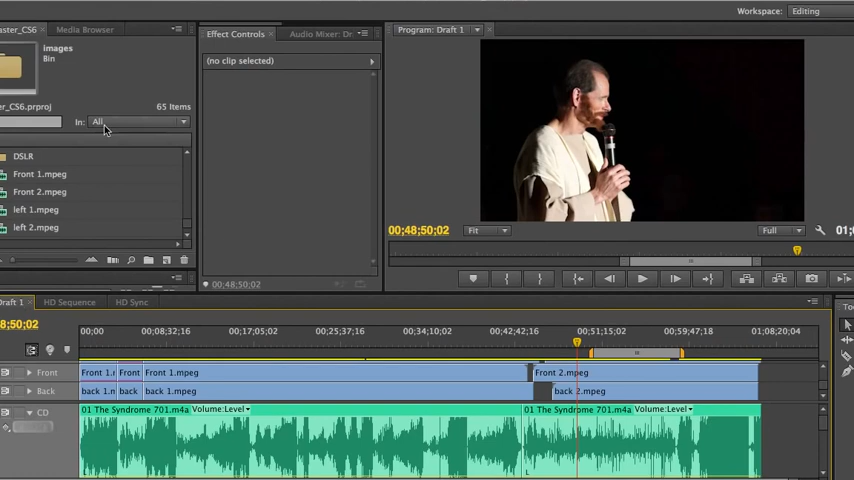 Workspace: Editing
aster_CS6 Media Browser
Effect Controls Audio Mixer: Dr
Program: Draft 1
images
Bin
(no clip selected)
er_CS6.prproj 65 Items
In: All
DSLR
Front 1.mpeg
Front 2.mpeg
left 1.mpeg
left 2.mpeg
00;48;50;02 Fit Full 01;0
00;48;50;02
Draft 1 HD Sequence HD Sync
8;50;02
00;00 00;08;32;16 00;17;05;02 00;25;37;16 00;34;10;02 00;42;42;16 00;51;15;02 00;59;47;18 01;08;20;04
Front Front 1.r Front Front 1.mpeg Front 2.mpeg
Back back 1.n back back 1.mpeg back 2.mpeg
CD 01 The Syndrome 701.m4a Volume:Level 01 The Syndrome 701.m4a Volume:Level
L L